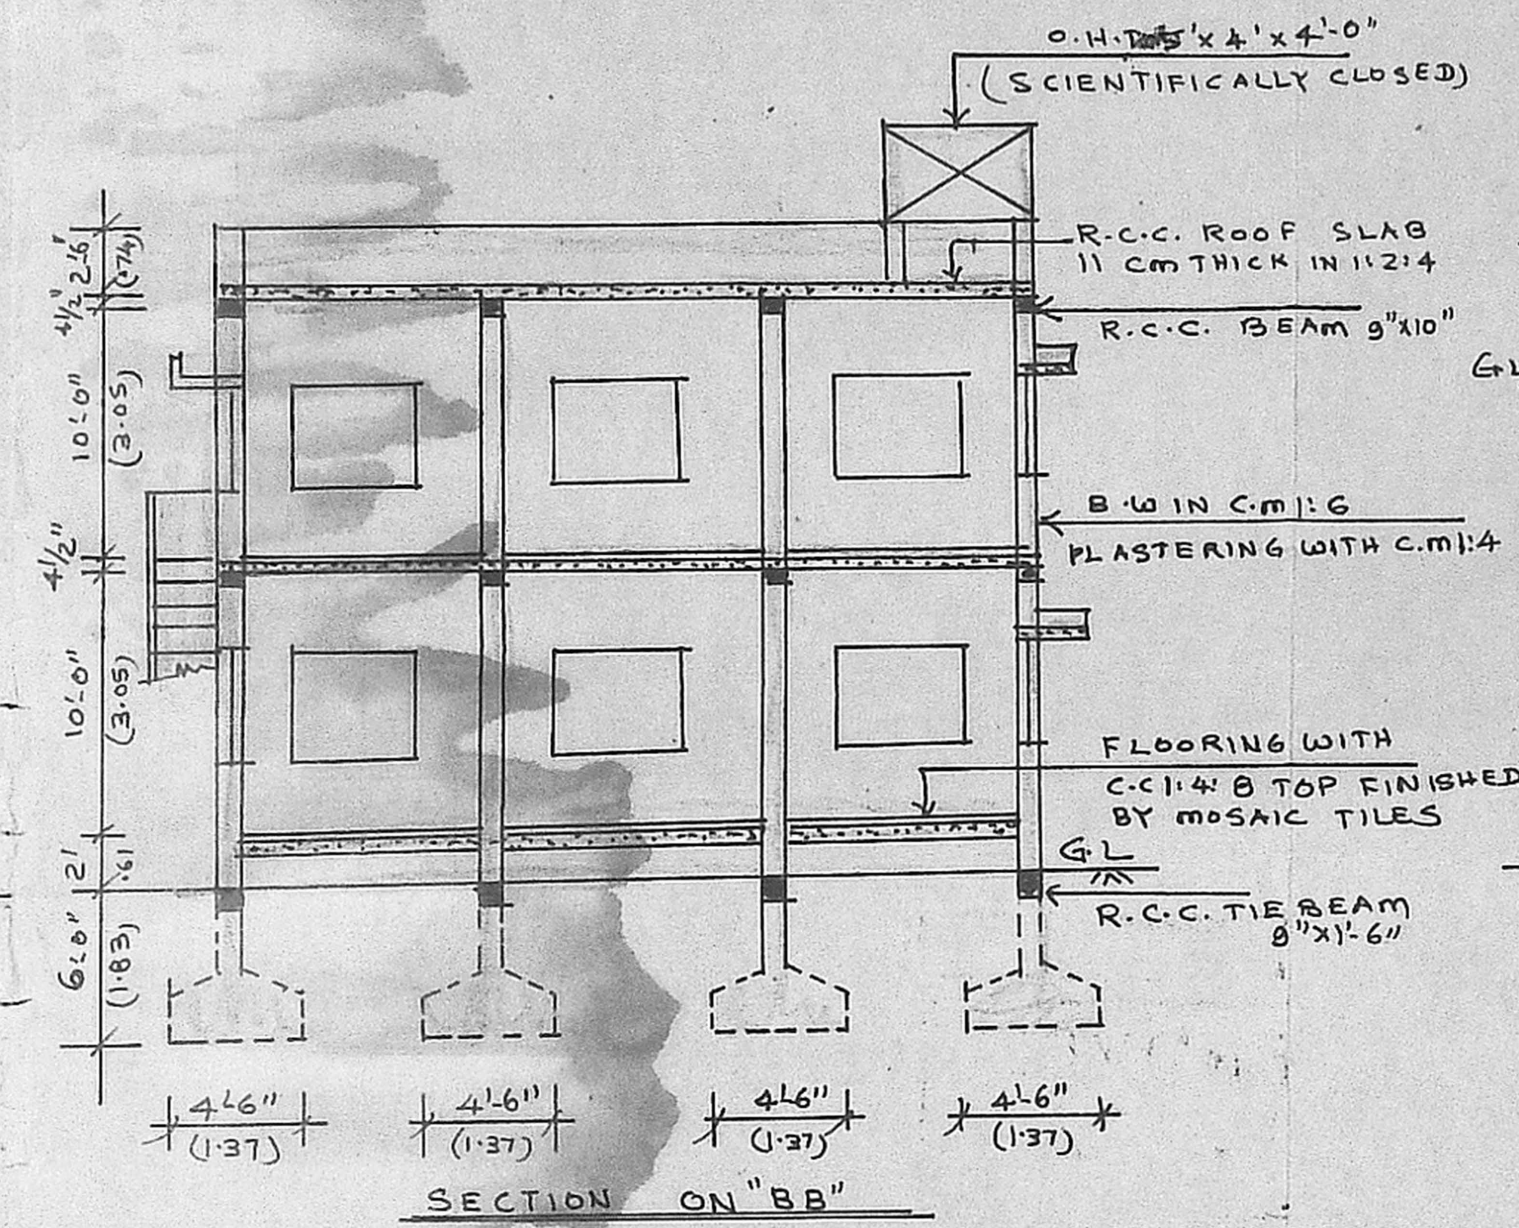 O.H.T 5'x 4'x 4'-0"
(SCIENTIFICALLY CLOSED)
R.C.C. ROOF SLAB
11 cm THICK IN 1:2:4
R.C.C. BEAM 9"x10"
G.L
B.W IN C.m 1:6
PLASTERING WITH C.m 1:4
FLOORING WITH
C.C 1:4:8 TOP FINISHED
BY mOSAIC TILES
G.L
R.C.C. TIE BEAM
9"x1'-6"
2'-6"
(.74)
4½"
10'-0"
(3.05)
4½"
10'-0"
(3.05)
2'
.61
6'-0"
(1.83)
4'-6" 4'-6" 4'-6" 4'-6"
(1.37) (1.37) (1.37) (1.37)
SECTION ON "BB"